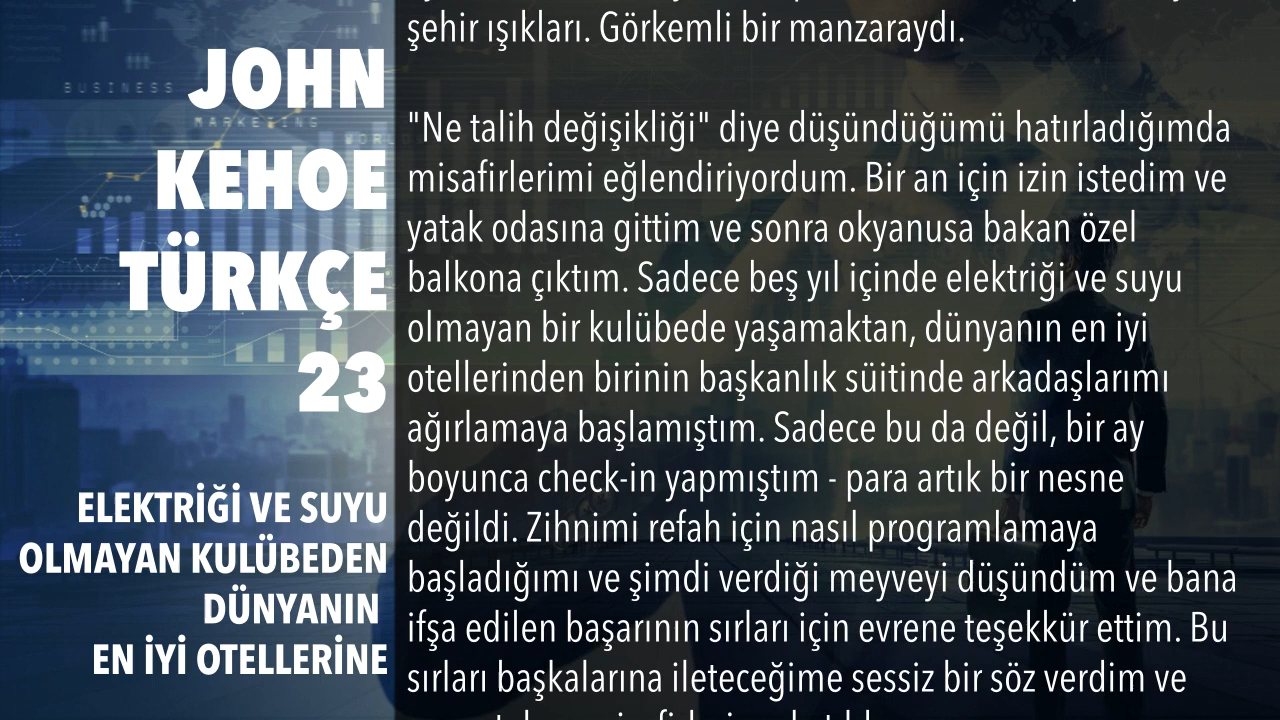 JOHN
KEHOE
TÜRKÇE
23
ELEKTRİĞİ VE SUYU
OLMAYAN KULÜBEDEN
DÜNYANIN
EN İYİ OTELLERİNE
BUSINESS
MARKETING
şehir ışıkları. Görkemli bir manzaraydı.
"Ne talih değişikliği" diye düşündüğümü hatırladığımda
misafirlerimi eğlendiriyordum. Bir an için izin istedim ve
yatak odasına gittim ve sonra okyanusa bakan özel
balkona çıktım. Sadece beş yıl içinde elektriği ve suyu
olmayan bir kulübede yaşamaktan, dünyanın en iyi
otellerinden birinin başkanlık süitinde arkadaşlarımı
ağırlamaya başlamıştım. Sadece bu da değil, bir ay
boyunca check-in yapmıştım - para artık bir nesne
değildi. Zihnimi refah için nasıl programlamaya
başladığımı ve şimdi verdiği meyveyi düşündüm ve bana
ifşa edilen başarının sırları için evrene teşekkür ettim. Bu
sırları başkalarına ileteceğime sessiz bir söz verdim ve